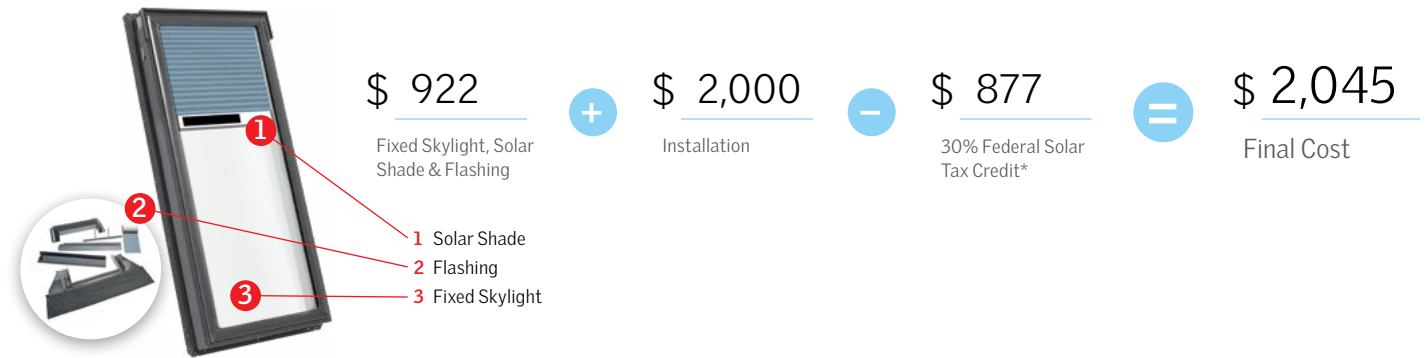 $ 922
Fixed Skylight, Solar
Shade & Flashing
+
$ 2,000
Installation
−
$ 877
30% Federal Solar
Tax Credit*
=
$ 2,045
Final Cost
1
2
3
1 Solar Shade
2 Flashing
3 Fixed Skylight